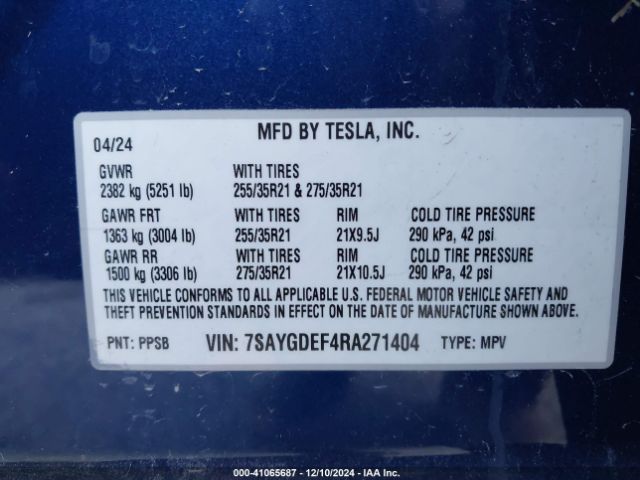 MFD BY TESLA, INC.
04/24
GVWR WITH TIRES
2382 kg (5251 lb) 255/35R21 & 275/35R21
GAWR FRT WITH TIRES RIM COLD TIRE PRESSURE
1363 kg (3004 lb) 255/35R21 21X9.5J 290 kPa, 42 psi
GAWR RR WITH TIRES RIM COLD TIRE PRESSURE
1500 kg (3306 lb) 275/35R21 21X10.5J 290 kPa, 42 psi
THIS VEHICLE CONFORMS TO ALL APPLICABLE U.S. FEDERAL MOTOR VEHICLE SAFETY AND
THEFT PREVENTION STANDARDS IN EFFECT ON THE DATE OF MANUFACTURE SHOWN ABOVE.
PNT: PPSB VIN: 7SAYGDEF4RA271404 TYPE: MPV
000-41065687 - 12/10/2024 - IAA Inc.